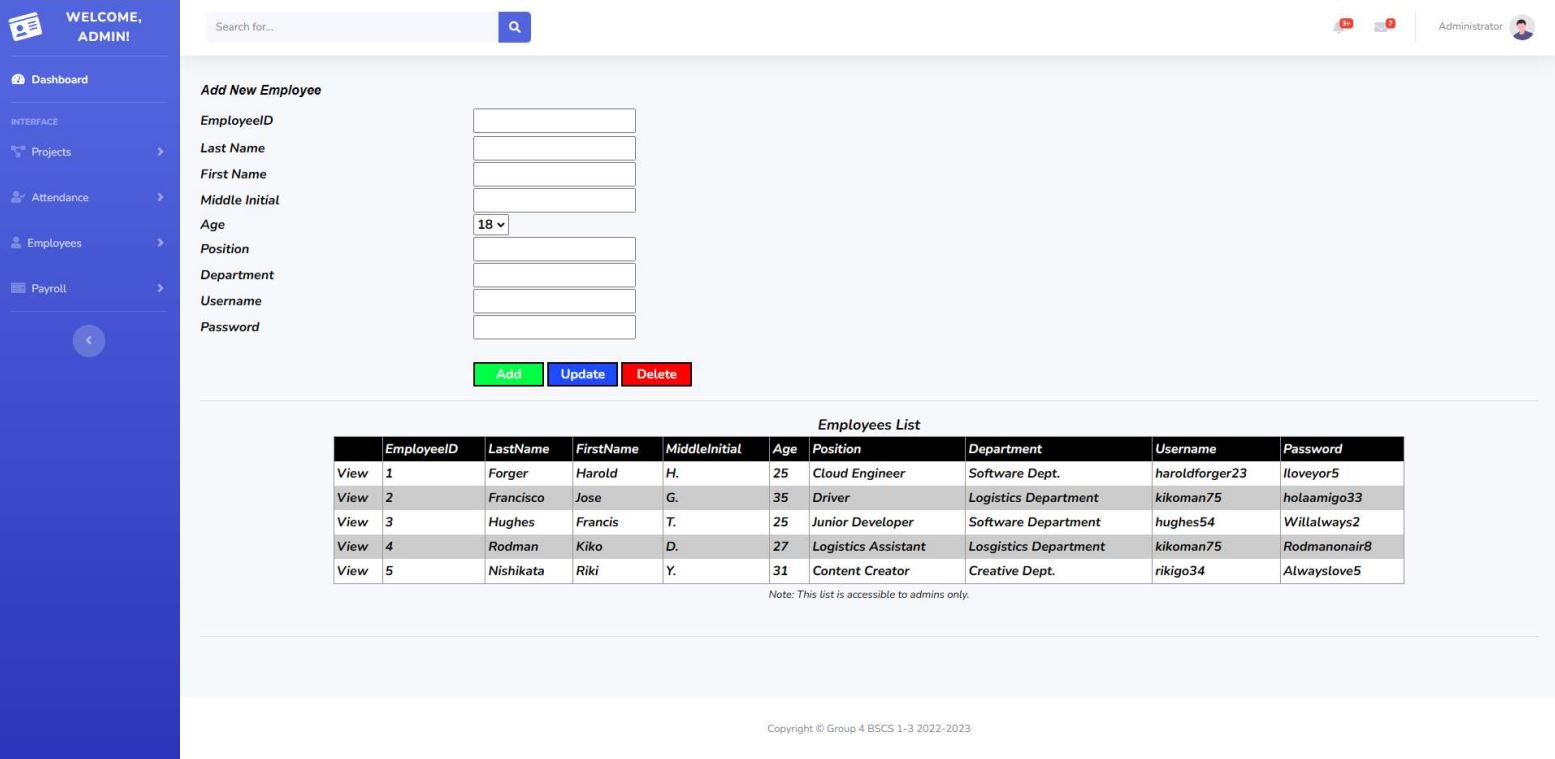 WELCOME,
ADMIN!
Dashboard
INTERFACE
Projects
Attendance
Employees
Payroll
Search for...
3+
7
Administrator
Add New Employee
EmployeeID
Last Name
First Name
Middle Initial
Age 18
Position
Department
Username
Password
Add Update Delete
Employees List
EmployeeID LastName FirstName MiddleInitial Age Position Department Username Password
View 1 Forger Harold H. 25 Cloud Engineer Software Dept. haroldforger23 Iloveyor5
View 2 Francisco Jose G. 35 Driver Logistics Department kikoman75 holaamigo33
View 3 Hughes Francis T. 25 Junior Developer Software Department hughes54 Willalways2
View 4 Rodman Kiko D. 27 Logistics Assistant Losgistics Department kikoman75 Rodmanonair8
View 5 Nishikata Riki Y. 31 Content Creator Creative Dept. rikigo34 Alwayslove5
Note: This list is accessible to admins only.
Copyright © Group 4 BSCS 1-3 2022-2023